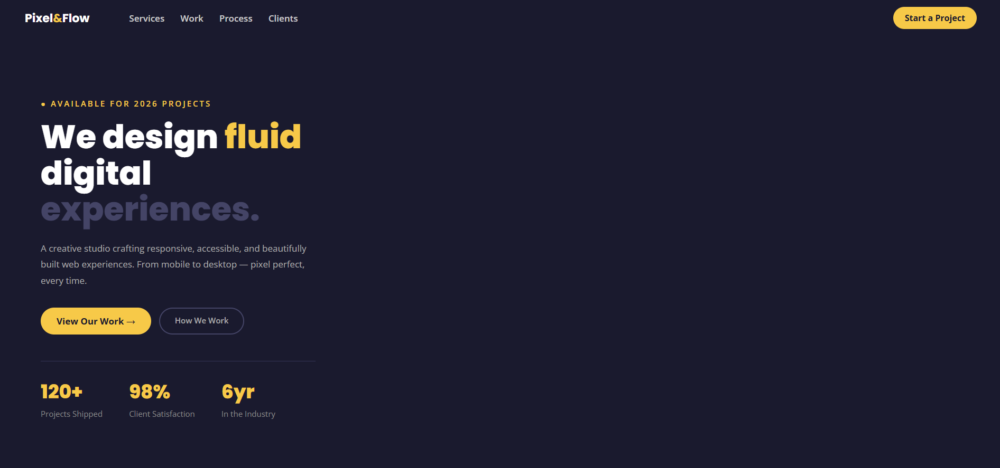 Pixel&Flow
Services Work Process Clients
Start a Project
• AVAILABLE FOR 2026 PROJECTS
We design fluid
digital
experiences.
A creative studio crafting responsive, accessible, and beautifully
built web experiences. From mobile to desktop — pixel perfect,
every time.
View Our Work →
How We Work
120+ 98% 6yr
Projects Shipped Client Satisfaction In the Industry